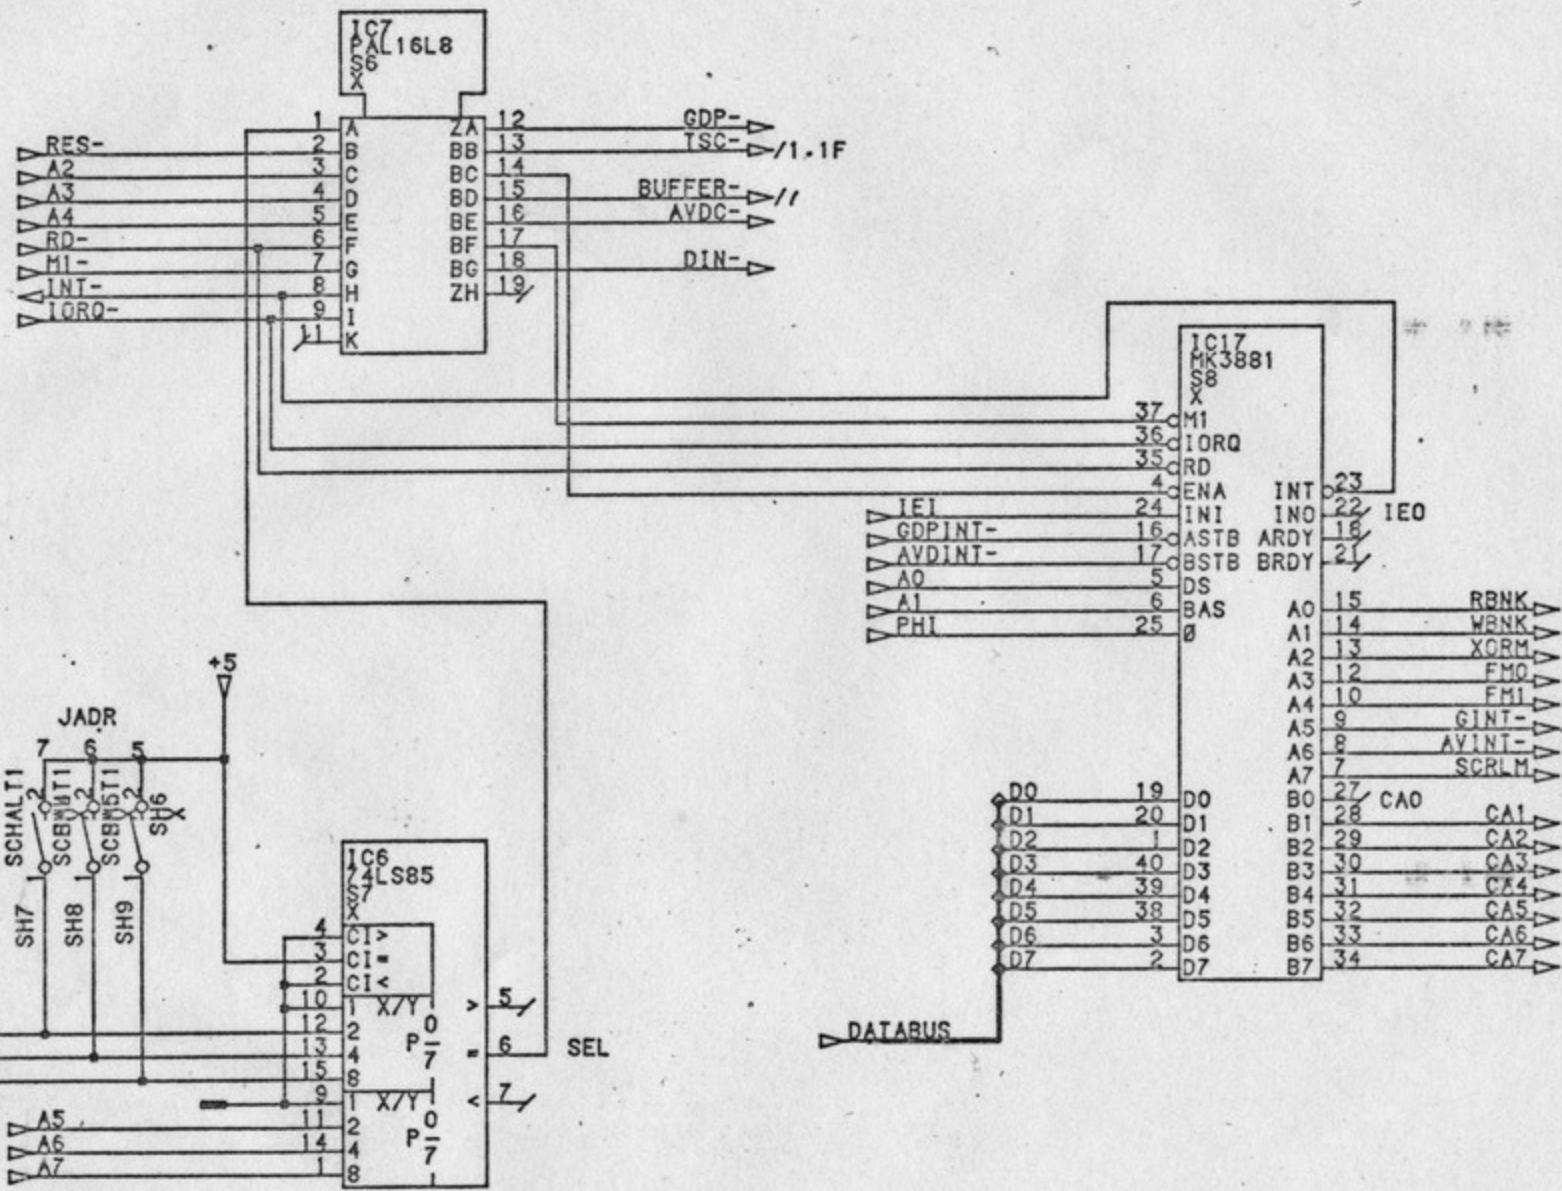 IC7
PAL16L8
S6
X
1 A ZA 12 GDP-
RES- 2 B BB 13 TSC- /1.1F
A2 3 C BC 14
A3 4 D BD 15 BUFFER- /1
A4 5 E BE 16 AVDC-
RD- 6 F BF 17
M1- 7 G BG 18 DIN-
INT- 8 H ZH 19
IORQ- 9 I
11 K
IC17
MK3881
S8
X
37 M1
36 IORQ
35 RD
4 ENA INT 23
IEI 24 INI INO 22 IEO
GDPINT- 16 ASTB ARDY 18
AVDINT- 17 BSTB BRDY 21
A0 5 DS
A1 6 BAS A0 15 RBNK
PHI 25 Ø A1 14 WBNK
A2 13 XORM
A3 12 FM0
A4 10 FM1
A5 9 GINT-
A6 8 AVINT-
A7 7 SCRLM
D0 19 D0 B0 27 CA0
D1 20 D1 B1 28 CA1
D2 1 D2 B2 29 CA2
D3 40 D3 B3 30 CA3
D4 39 D4 B4 31 CA4
D5 38 D5 B5 32 CA5
D6 3 D6 B6 33 CA6
D7 2 D7 B7 34 CA7
DATABUS
+5
JADR
7 6 5
SCHALT1
2 2 2
1 1 1
SH7 SH8 SH9
IC6
74LS85
S7
X
4 CI>
3 CI=
2 CI<
10 1 X/Y > 5
12 2
13 4 P 0/7 = 6 SEL
15 8
9 1 X/Y < 7
A5 11 2
A6 14 4 P 0/7
A7 1 8